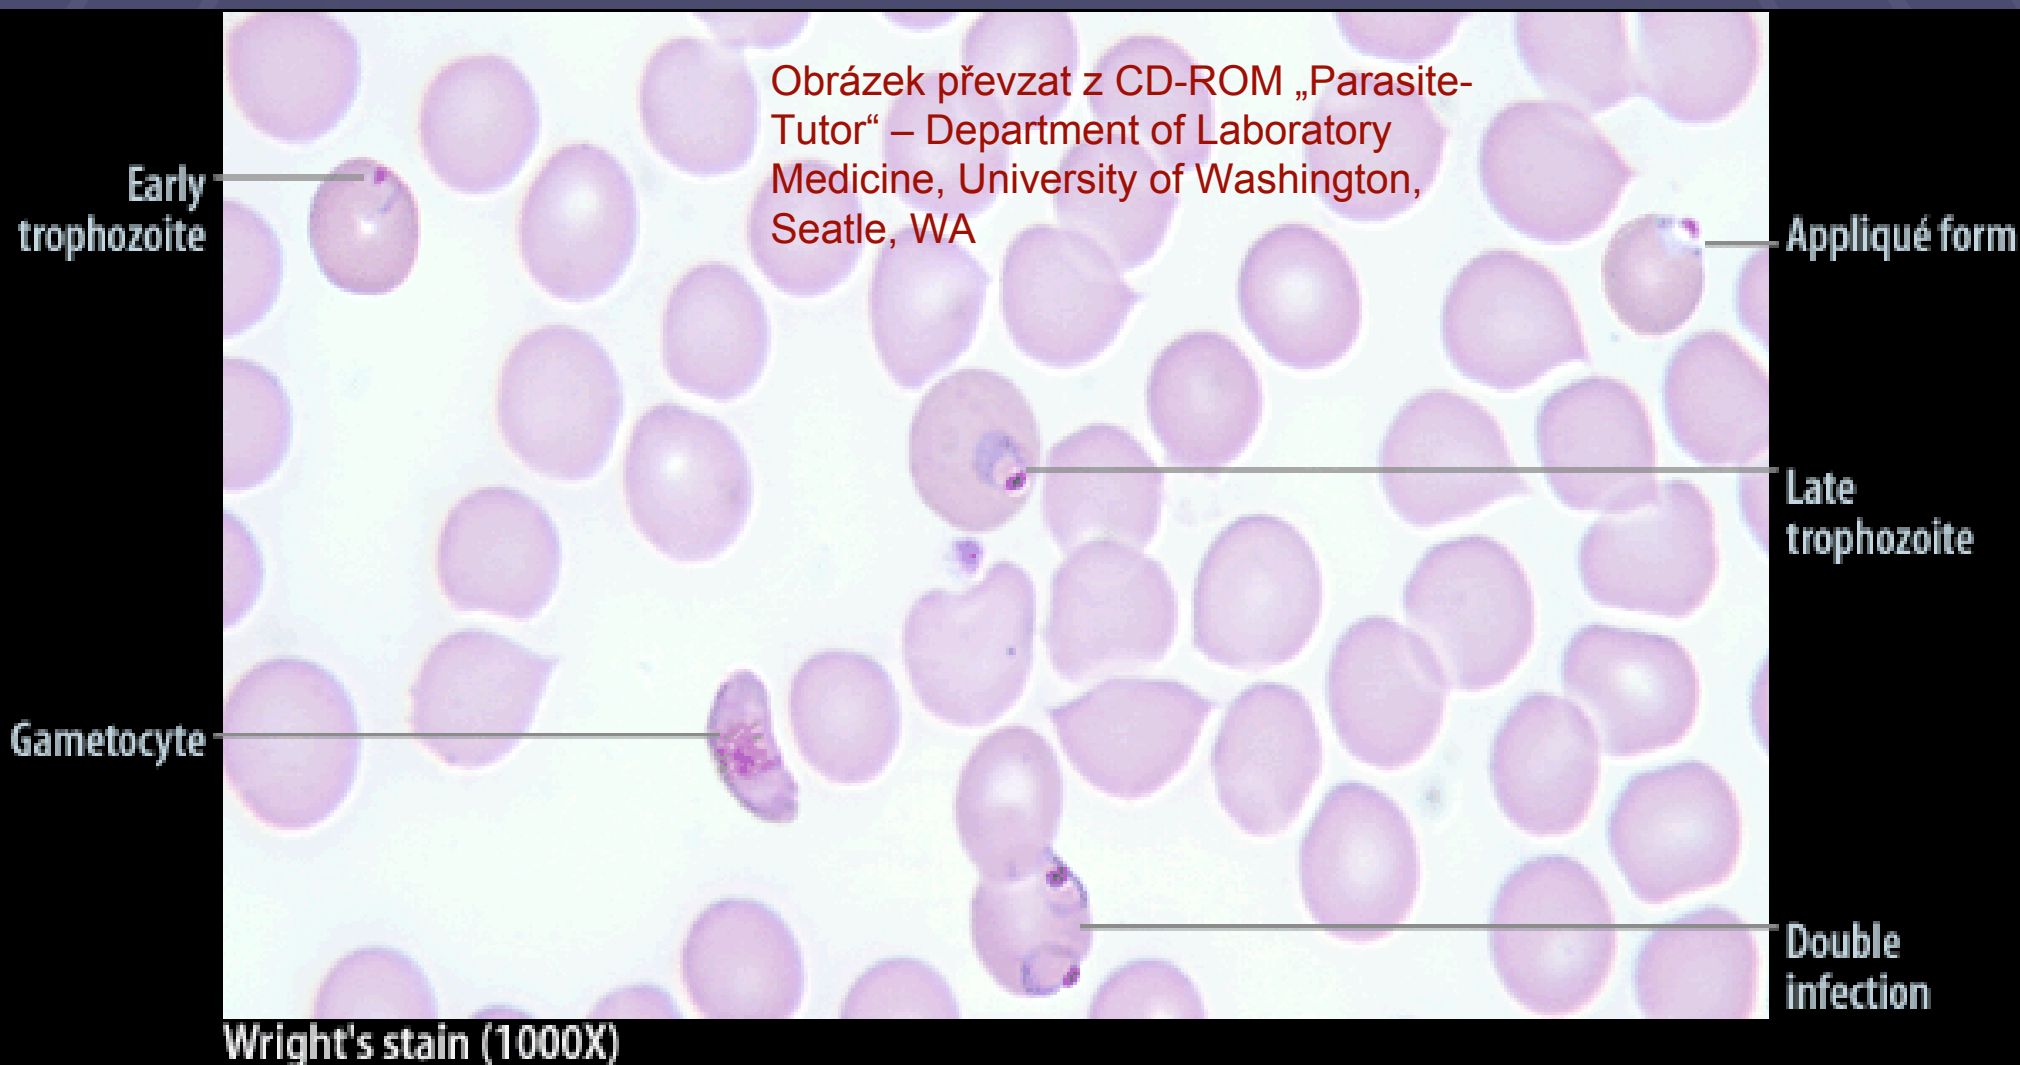 Obrázek převzat z CD-ROM „Parasite-
Tutor“ – Department of Laboratory
Medicine, University of Washington,
Seatle, WA
Early
trophozoite
Appliqué form
Late
trophozoite
Gametocyte
Double
infection
Wright's stain (1000X)